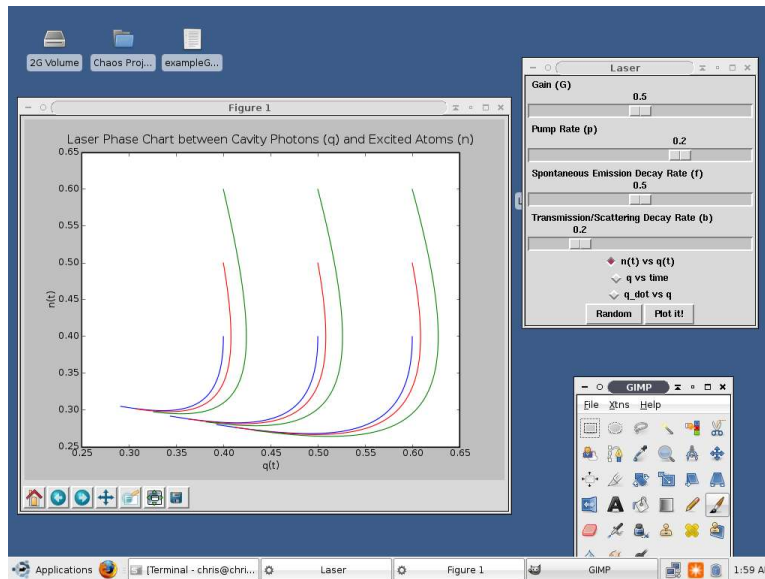 2G Volume
Chaos Proj...
exampleG...
Figure 1
Laser Phase Chart between Cavity Photons (q) and Excited Atoms (n)
0.65
0.60
0.55
0.50
0.45
0.40
0.35
0.30
0.25
n(t)
0.25 0.30 0.35 0.40 0.45 0.50 0.55 0.60 0.65
q(t)
Laser
Gain (G)
0.5
Pump Rate (p)
0.2
Spontaneous Emission Decay Rate (f)
0.5
Transmission/Scattering Decay Rate (b)
0.2
n(t) vs q(t)
q vs time
q_dot vs q
Random Plot it!
GIMP
File Xtns Help
Applications [Terminal - chris@chri... Laser Figure 1 GIMP 1:59 A